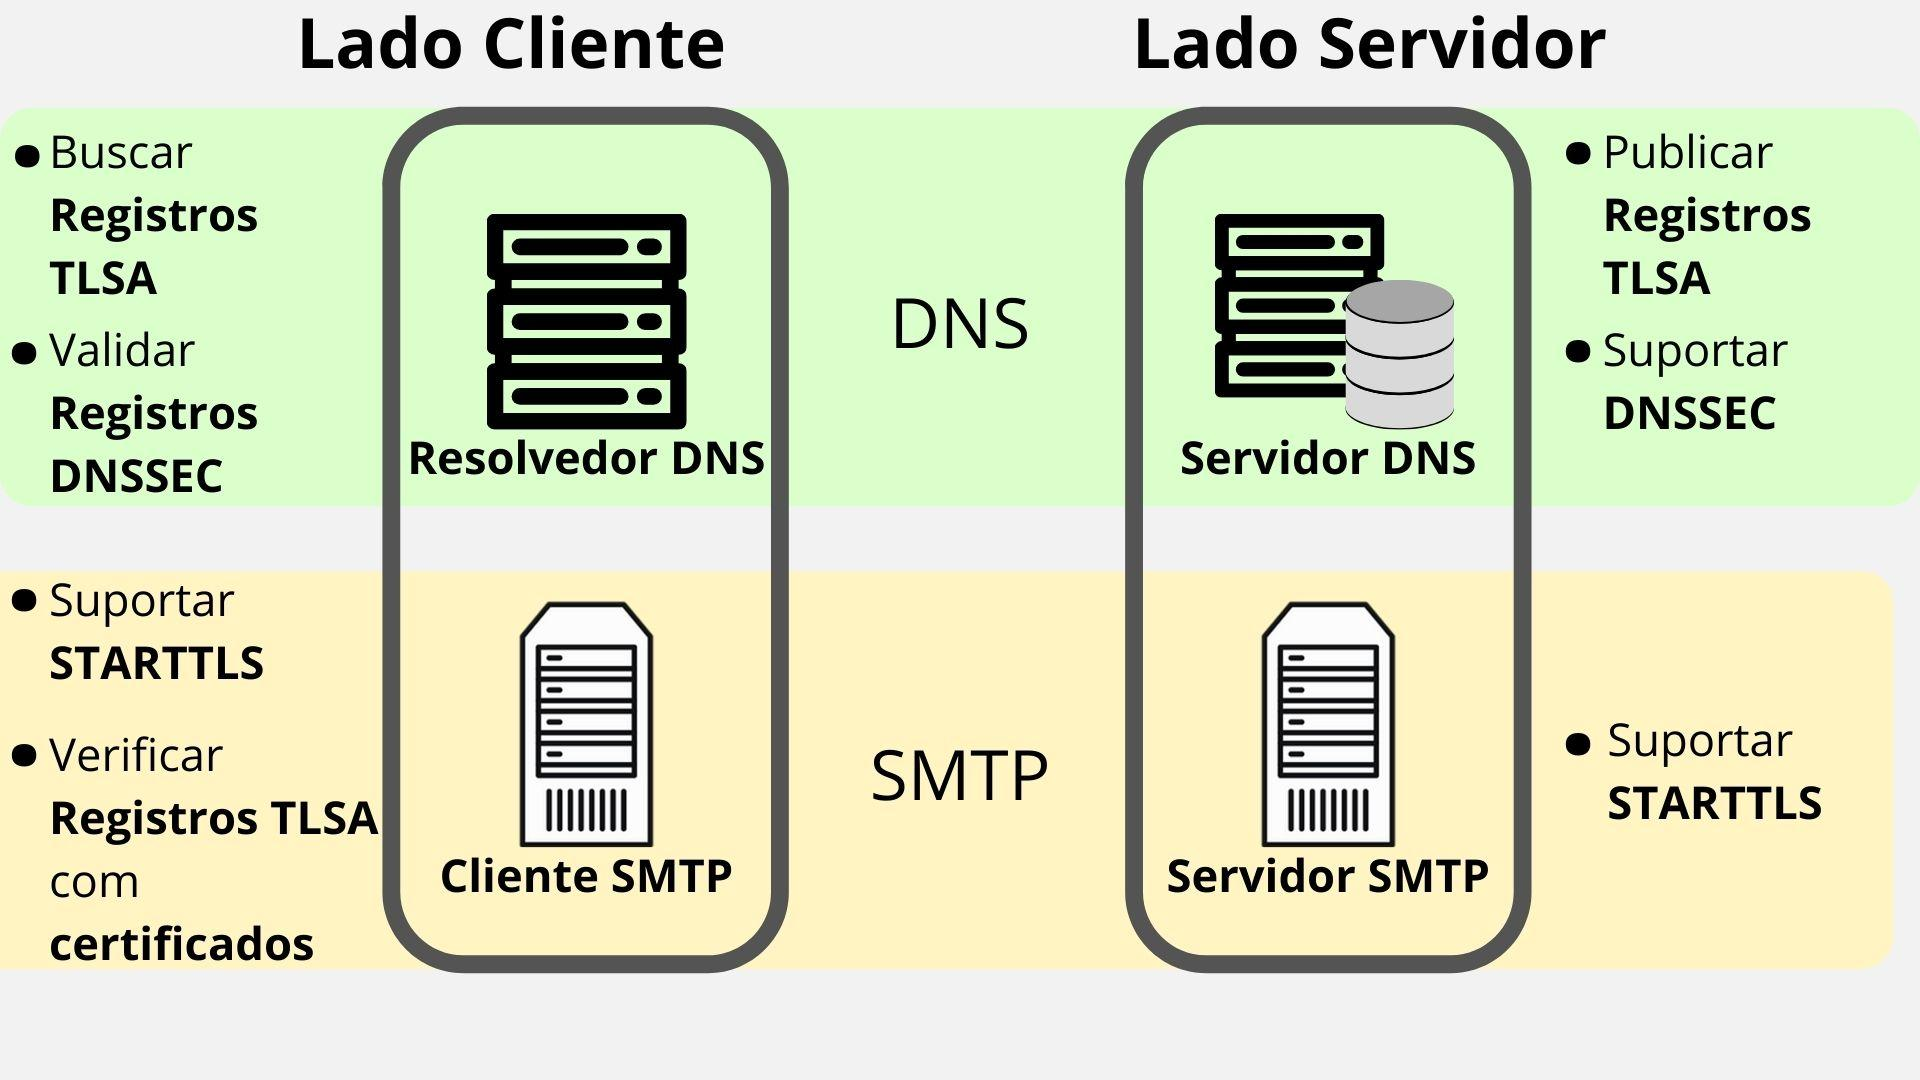 Lado Cliente
Lado Servidor
• Buscar
Registros
TLSA
• Validar
Registros
DNSSEC
Resolvedor DNS
DNS
Servidor DNS
• Publicar
Registros
TLSA
• Suportar
DNSSEC
• Suportar
STARTTLS
• Verificar
Registros TLSA
com
certificados
Cliente SMTP
SMTP
Servidor SMTP
• Suportar
STARTTLS